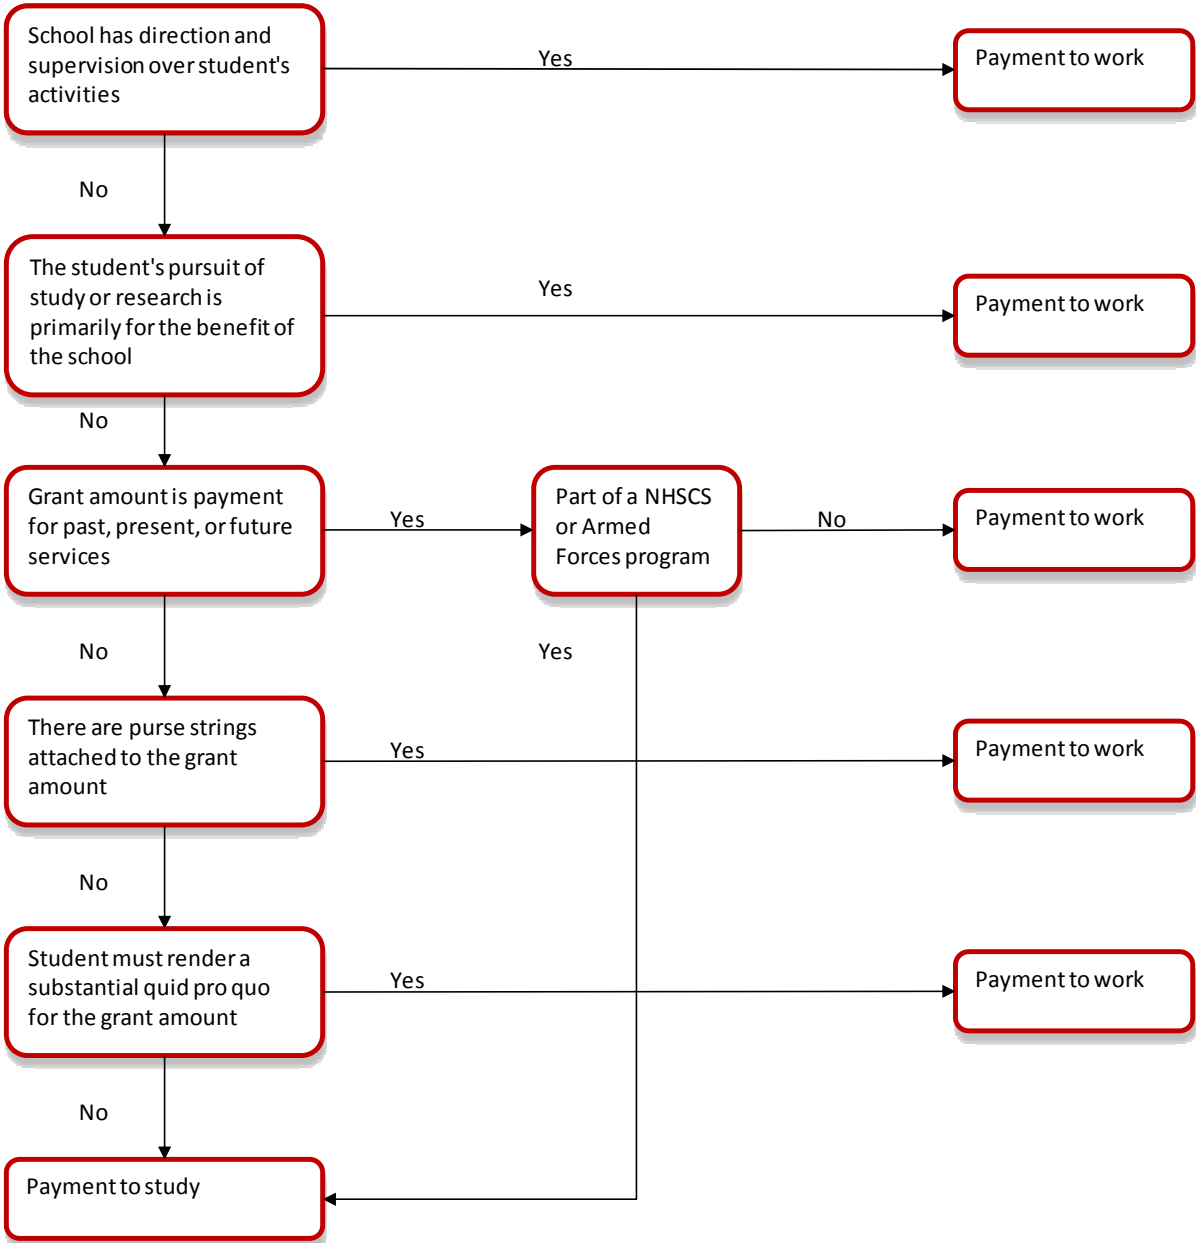 School has direction and
supervision over student's
activities
Yes
Payment to work
No
The student's pursuit of
study or research is
primarily for the benefit of
the school
Yes
Payment to work
No
Grant amount is payment
for past, present, or future
services
Yes
Part of a NHSCS
or Armed
Forces program
No
Payment to work
No
Yes
There are purse strings
attached to the grant
amount
Yes
Payment to work
No
Student must render a
substantial quid pro quo
for the grant amount
Yes
Payment to work
No
Payment to study